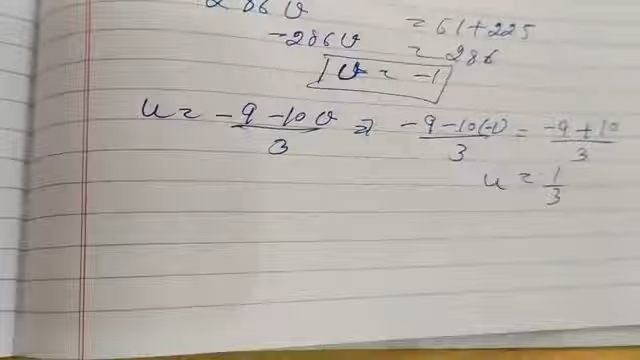 286v = 61+225
-286v = 286
v = -1
u = -9-10v/3 ⇒ -9-10(-1)/3 = -9+10/3
u = 1/3